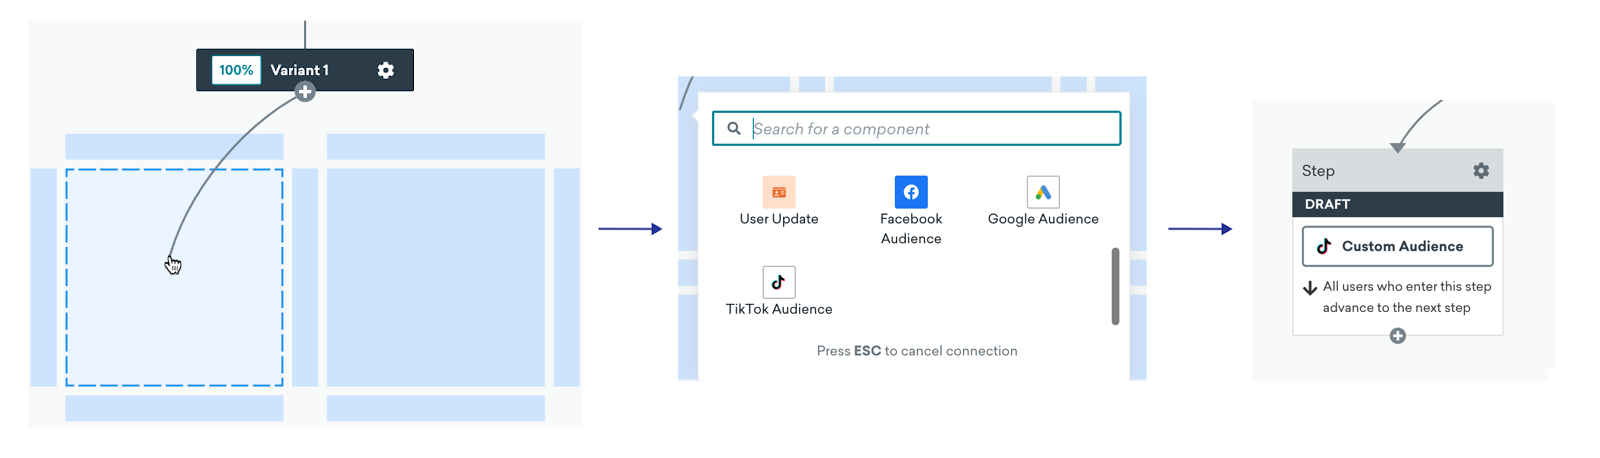 100% Variant 1
Search for a component
User Update
Facebook
Audience
Google Audience
TikTok Audience
Press ESC to cancel connection
Step
DRAFT
Custom Audience
All users who enter this step
advance to the next step